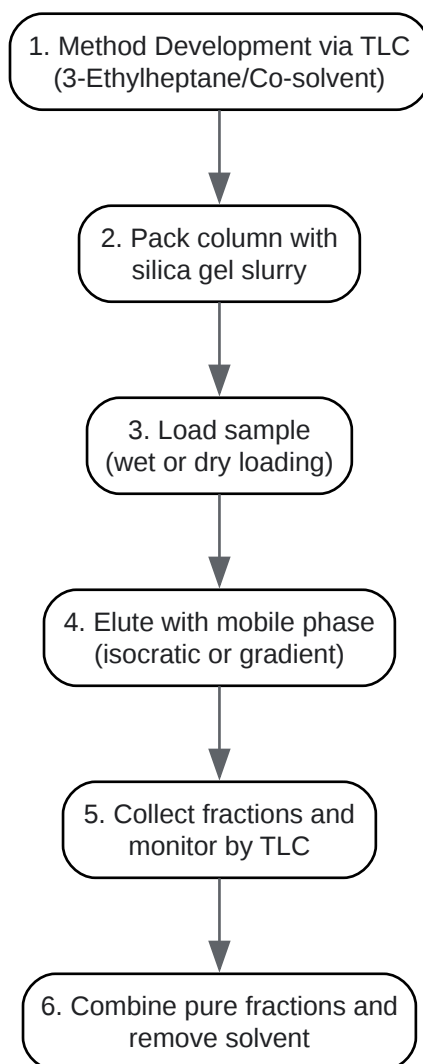 1. Method Development via TLC
(3-Ethylheptane/Co-solvent)
2. Pack column with
silica gel slurry
3. Load sample
(wet or dry loading)
4. Elute with mobile phase
(isocratic or gradient)
5. Collect fractions and
monitor by TLC
6. Combine pure fractions and
remove solvent